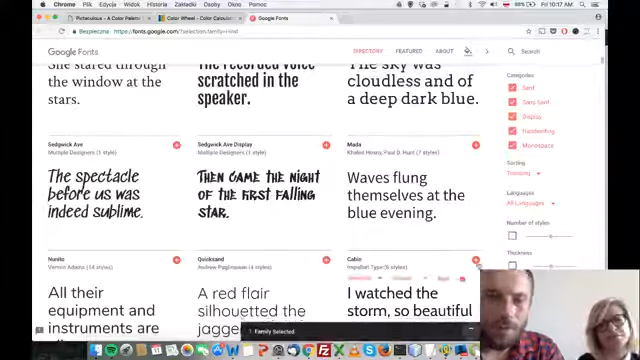 Chrome Plik Edycja Widok Historia Zakładki Osoby Okno Pomoc
Pictaculous - A Color Palette
Color Wheel - Color Calculator
Google Fonts
Bezpieczna https://fonts.google.com/?selection.family=Hind
Google Fonts
DIRECTORY FEATURED ABOUT
Search
She stared through
the window at the
stars.
The recorded voice
scratched in the
speaker.
The sky was
cloudless and of
a deep dark blue.
Categories
Serif
Sans Serif
Display
Handwriting
Monospace
Sorting
Trending
Languages
All Languages
Number of styles
Thickness
Sedgwick Ave
Multiple Designers (1 style)
The spectacle
before us was
indeed sublime.
Sedgwick Ave Display
Multiple Designers (1 style)
Then came the night
of the first falling
star.
Mada
Khaled Hosny, Paul D. Hunt (7 styles)
Waves flung
themselves at the
blue evening.
Nunito
Vernon Adams (14 styles)
All their
equipment and
instruments are
Quicksand
Andrew Paglinawan (4 styles)
A red flair
silhouetted the
jagged
Cabin
Impallari Type (8 styles)
I watched the
storm, so beautiful
1 Family Selected
Fri 10:17 AM